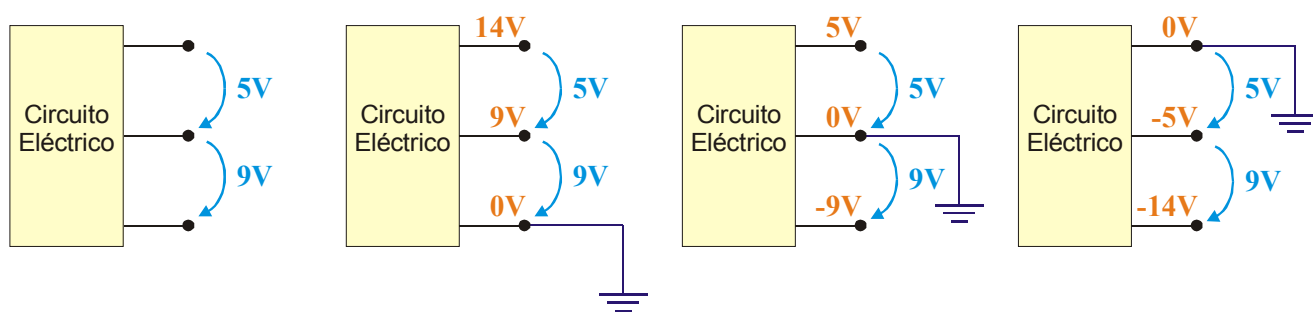 Circuito
Eléctrico
5V
9V
14V
Circuito
Eléctrico
5V
9V
9V
0V
5V
Circuito
Eléctrico
5V
0V
9V
-9V
0V
Circuito
Eléctrico
5V
-5V
9V
-14V